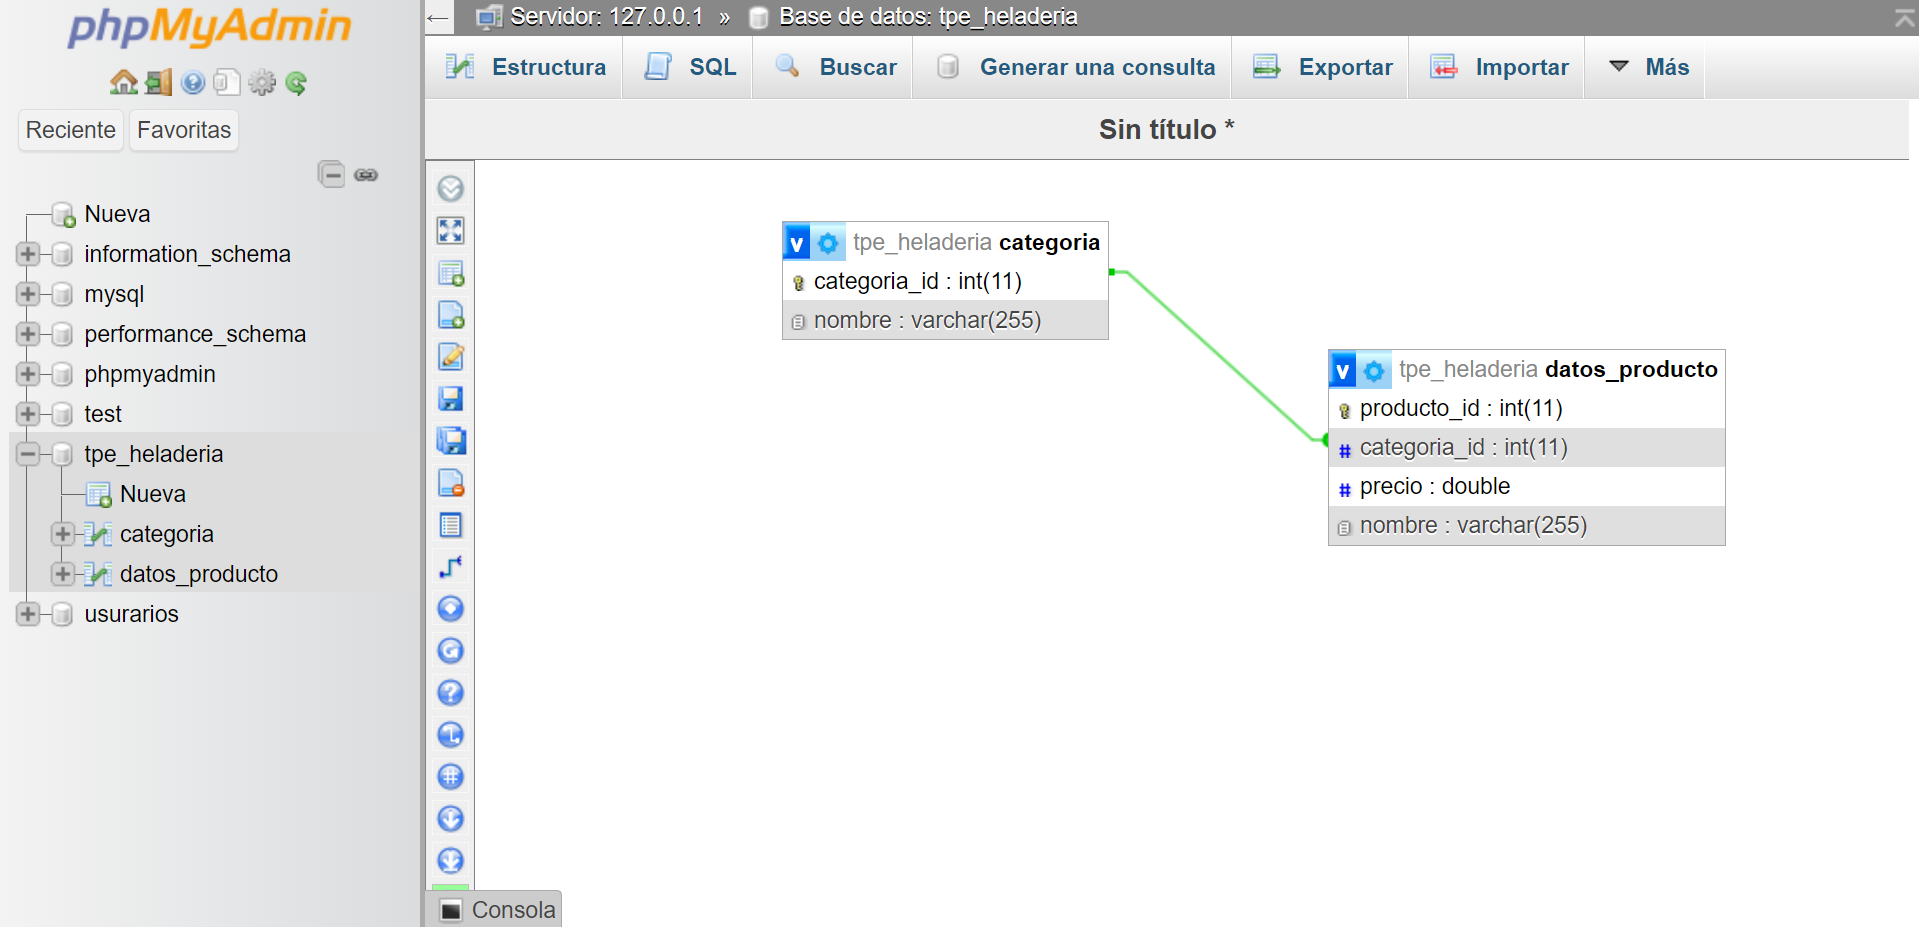 phpMyAdmin
Reciente Favoritas
Nueva
information_schema
mysql
performance_schema
phpmyadmin
test
tpe_heladeria
Nueva
categoria
datos_producto
usurarios
← Servidor: 127.0.0.1 » Base de datos: tpe_heladeria
Estructura SQL Buscar Generar una consulta Exportar Importar Más
Sin título *
v tpe_heladeria categoria
categoria_id : int(11)
nombre : varchar(255)
v tpe_heladeria datos_producto
producto_id : int(11)
# categoria_id : int(11)
# precio : double
nombre : varchar(255)
Consola